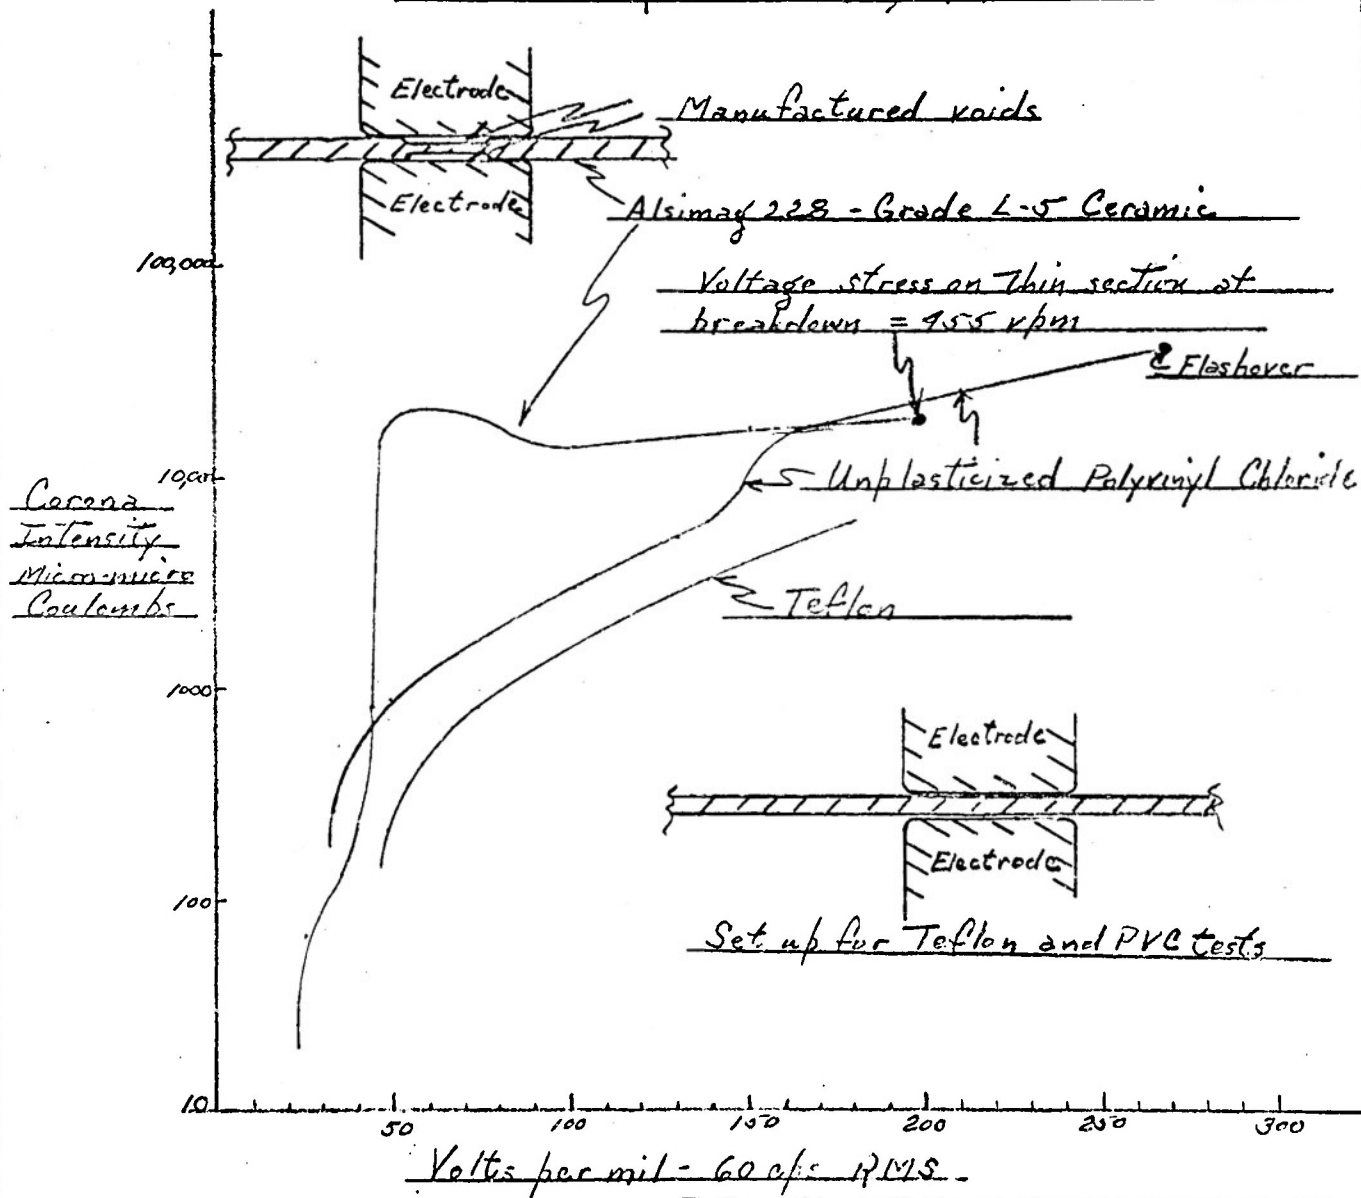 Electrode
Manufactured voids
Electrode
Alsimag 228 - Grade L-5 Ceramic
100,000
Voltage stress on Thin section at
breakdown = 455 vpm
Flashover
10,000
Unplasticized Polyvinyl Chloride
Corona
Intensity
Micro-micro
Coulombs
Teflon
1000
Electrode
Electrode
100
Set up for Teflon and PVC tests
10
50 100 150 200 250 300
Volts per mil - 60 cps RMS